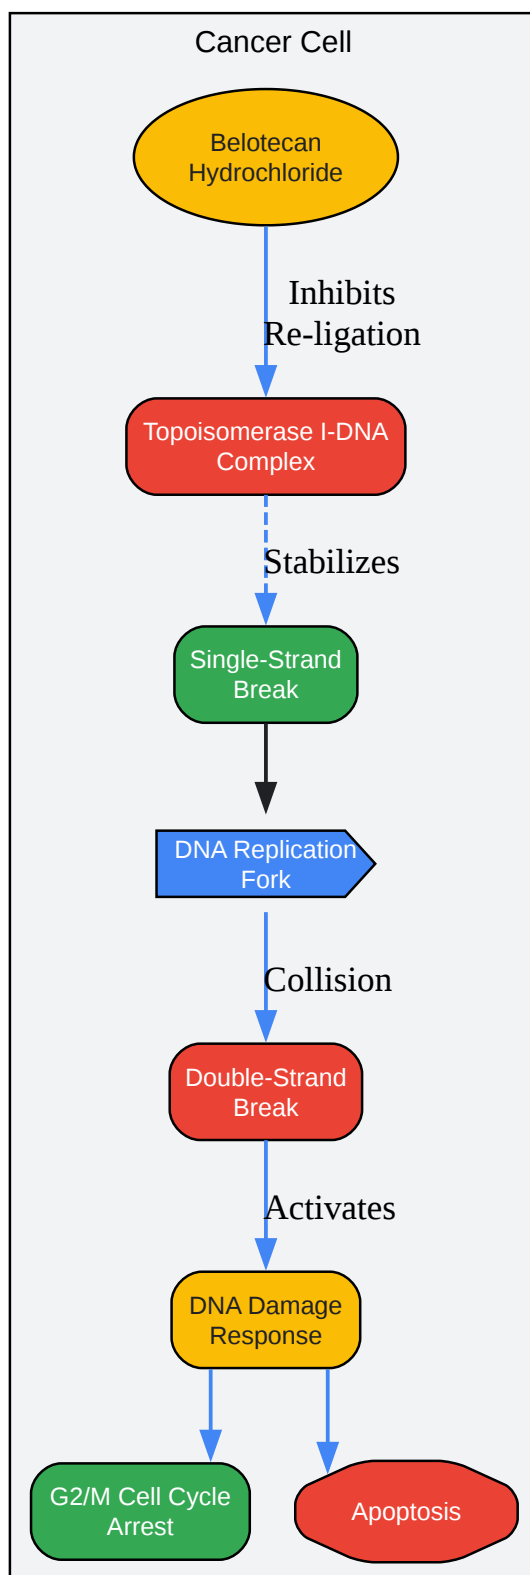 Cancer Cell
Belotecan
Hydrochloride
Inhibits
Re-ligation
Topoisomerase I-DNA
Complex
Stabilizes
Single-Strand
Break
DNA Replication
Fork
Collision
Double-Strand
Break
Activates
DNA Damage
Response
G2/M Cell Cycle
Arrest
Apoptosis